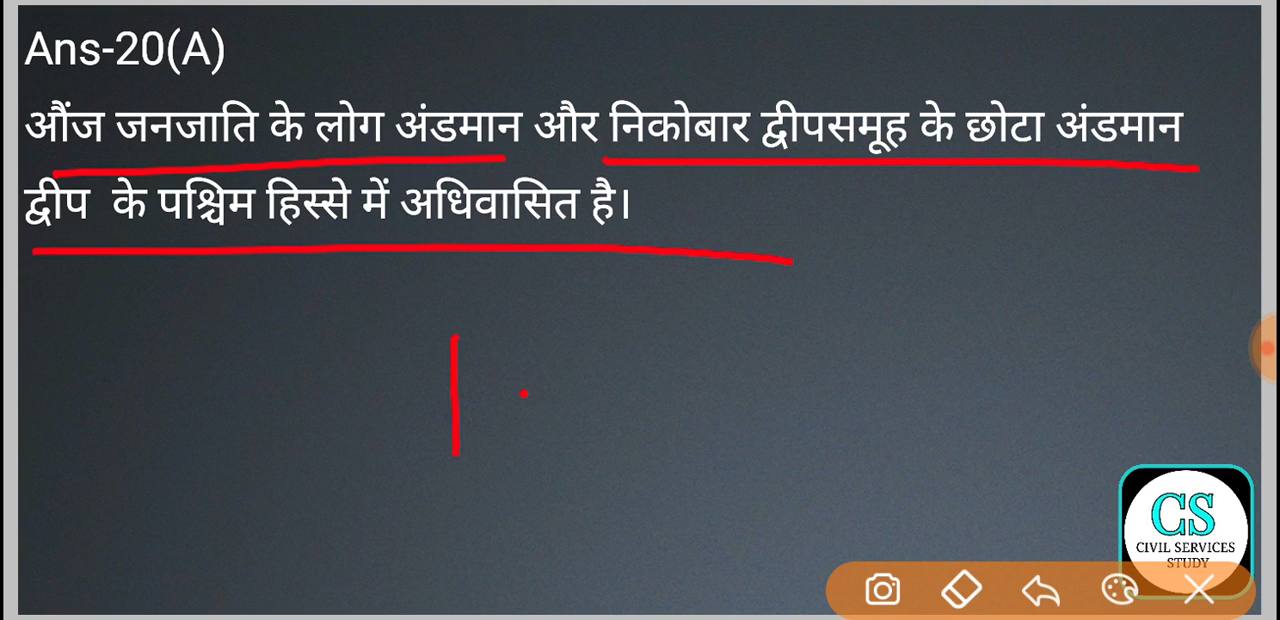 Ans-20(A)
औंज जनजाति के लोग अंडमान और निकोबार द्वीपसमूह के छोटा अंडमान
द्वीप के पश्चिम हिस्से में अधिवासित है।
CS
CIVIL SERVICES
STUDY